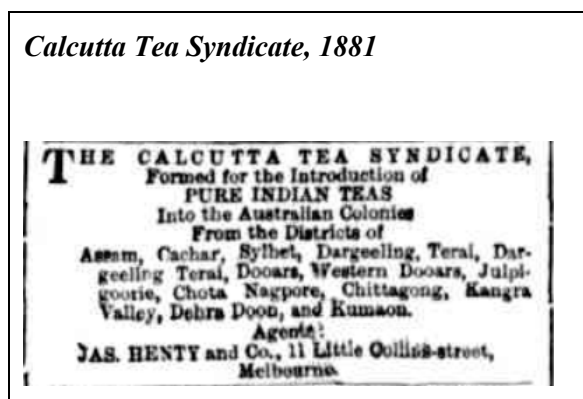 Calcutta Tea Syndicate, 1881
THE CALCUTTA TEA SYNDICATE,
Formed for the Introduction of
PURE INDIAN TEAS
Into the Australian Colonies
From the Districts of
Assam, Cachar, Sylhet, Dargeeling, Terai, Dar-
geeling Terai, Dooars, Western Dooars, Julpi-
goorie, Chota Nagpore, Chittagong, Kangra
Valley, Dehra Doon, and Kumaon.
Agents:
JAS. HENTY and Co., 11 Little Collins-street,
Melbourne.